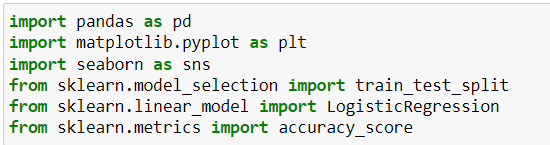 import pandas as pd
import matplotlib.pyplot as plt
import seaborn as sns
from sklearn.model_selection import train_test_split
from sklearn.linear_model import LogisticRegression
from sklearn.metrics import accuracy_score